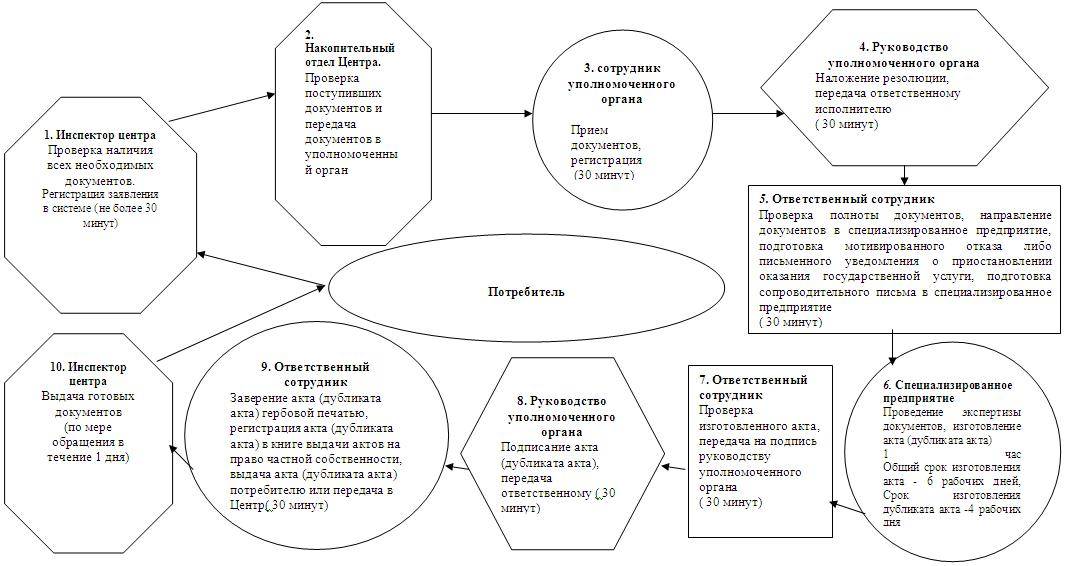 1. Инспектор центра
Проверка наличия
всех необходимых
документов.
Регистрация заявления
в системе (не более 30
минут)
2.
Накопительный
отдел Центра.
Проверка
поступивших
документов и
передача
документов в
уполномоченны
й орган
3. сотрудник
уполномоченного
органа
Прием
документов,
регистрация
(30 минут)
4. Руководство
уполномоченного органа
Наложение резолюции,
передача ответственному
исполнителю
( 30 минут)
5. Ответственный сотрудник
Проверка полноты документов, направление
документов в специализированное предприятие,
подготовка мотивированного отказа либо
письменного уведомления о приостановлении
оказания государственной услуги, подготовка
сопроводительного письма в специализированное
предприятие
( 30 минут)
Потребитель
6. Специализированное
предприятие
Проведение экспертизы
документов, изготовление
акта (дубликата акта)
1 час
Общий срок изготовления
акта - 6 рабочих дней,
Срок изготовления
дубликата акта -4 рабочих
дня
7. Ответственный
сотрудник
Проверка
изготовленного акта,
передача на подпись
руководству
уполномоченного
органа
( 30 минут)
8. Руководство
уполномоченного
органа
Подписание акта
(дубликата акта),
передача
ответственному ( 30
минут)
9. Ответственный
сотрудник
Заверение акта (дубликата
акта) гербовой печатью,
регистрация акта (дубликата
акта) в книге выдачи актов на
право частной собственности,
выдача акта (дубликата акта)
потребителю или передача в
Центр( 30 минут)
10. Инспектор
центра
Выдача готовых
документов
(по мере
обращения в
течение 1 дня)